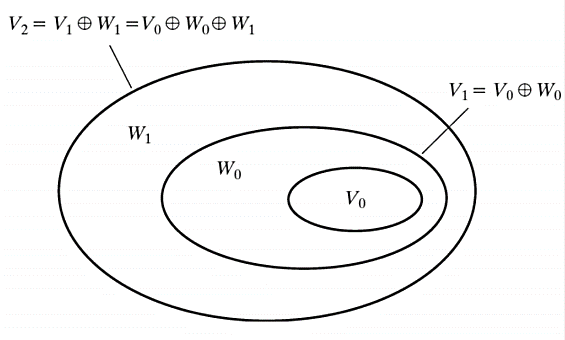 V₂ = V₁ ⊕ W₁ = V₀ ⊕ W₀ ⊕ W₁
V₁ = V₀ ⊕ W₀
W₁
W₀
V₀